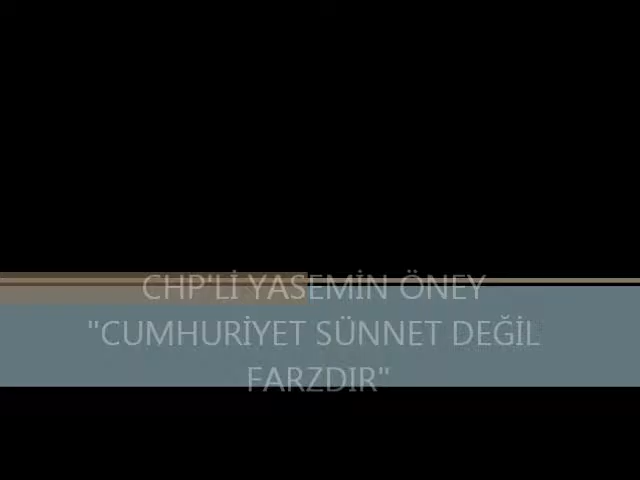 CHP'Lİ YASEMİN ÖNEY
"CUMHURİYET SÜNNET DEĞİL
FARZDIR"